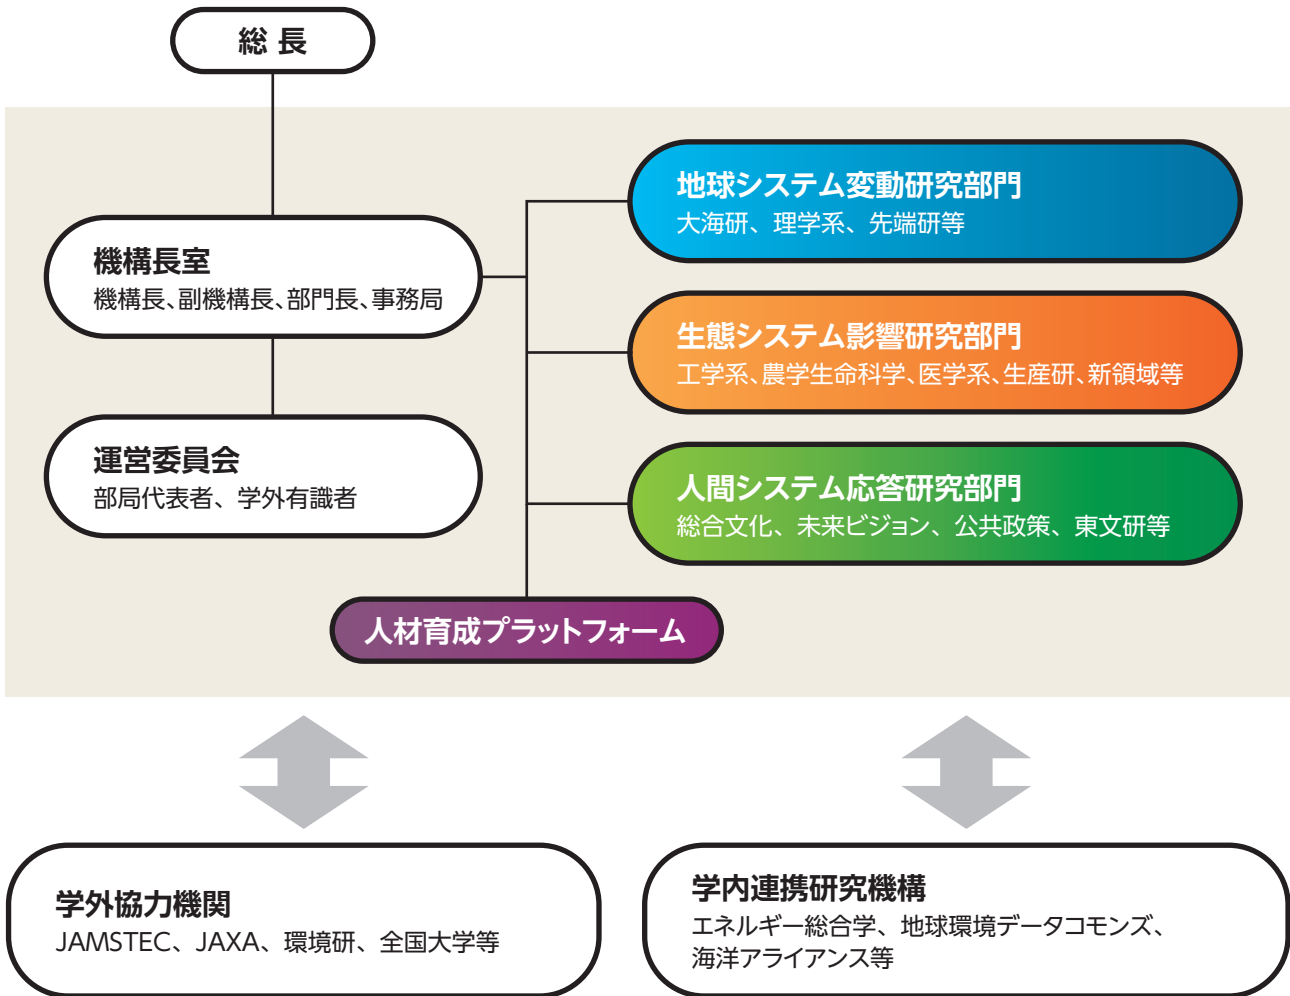 総 長
機構長室
機構長、副機構長、部門長、事務局
運営委員会
部局代表者、学外有識者
地球システム変動研究部門
大海研、理学系、先端研等
生態システム影響研究部門
工学系、農学生命科学、医学系、生産研、新領域等
人間システム応答研究部門
総合文化、未来ビジョン、公共政策、東文研等
人材育成プラットフォーム
学外協力機関
JAMSTEC、JAXA、環境研、全国大学等
学内連携研究機構
エネルギー総合学、地球環境データコモンズ、
海洋アライアンス等